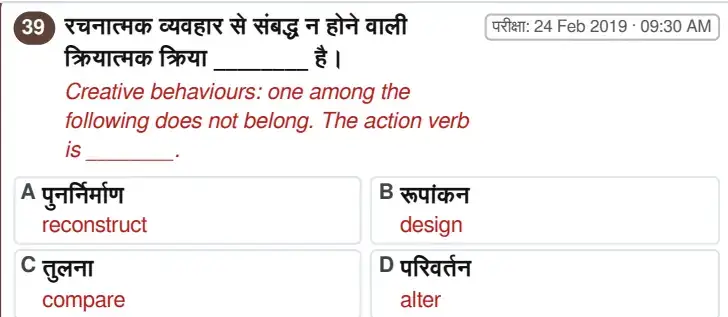 39 रचनात्मक व्यवहार से संबद्ध न होने वाली
परीक्षा: 24 Feb 2019 · 09:30 AM
क्रियात्मक क्रिया ________ है।
Creative behaviours: one among the
following does not belong. The action verb
is ________.
A पुनर्निर्माण
reconstruct
B रूपांकन
design
C तुलना
compare
D परिवर्तन
alter